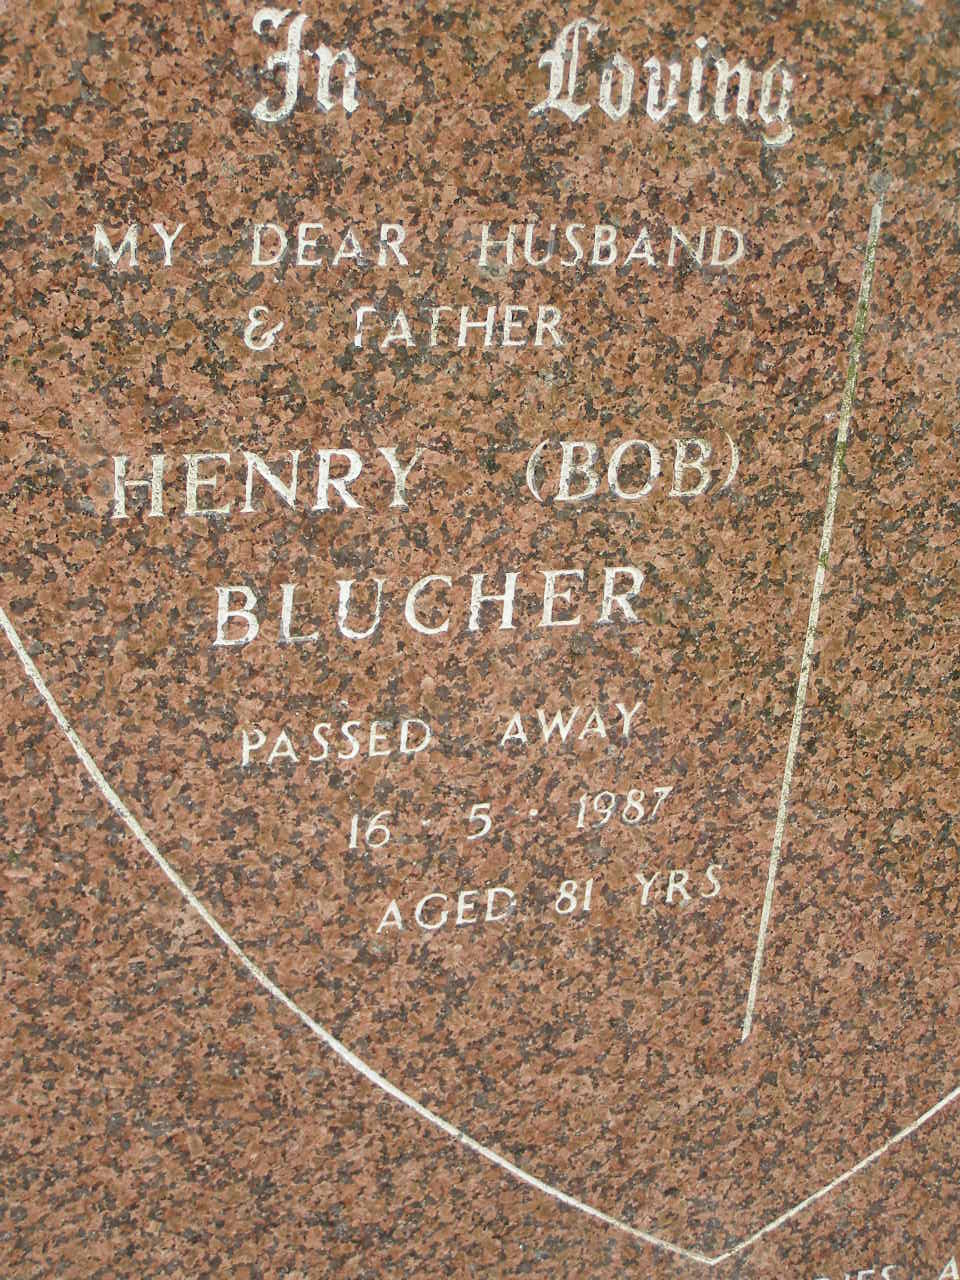 In Loving
MY DEAR HUSBAND
& FATHER
HENRY (BOB)
BLUCHER
PASSED AWAY
16 · 5 · 1987
AGED 81 YRS